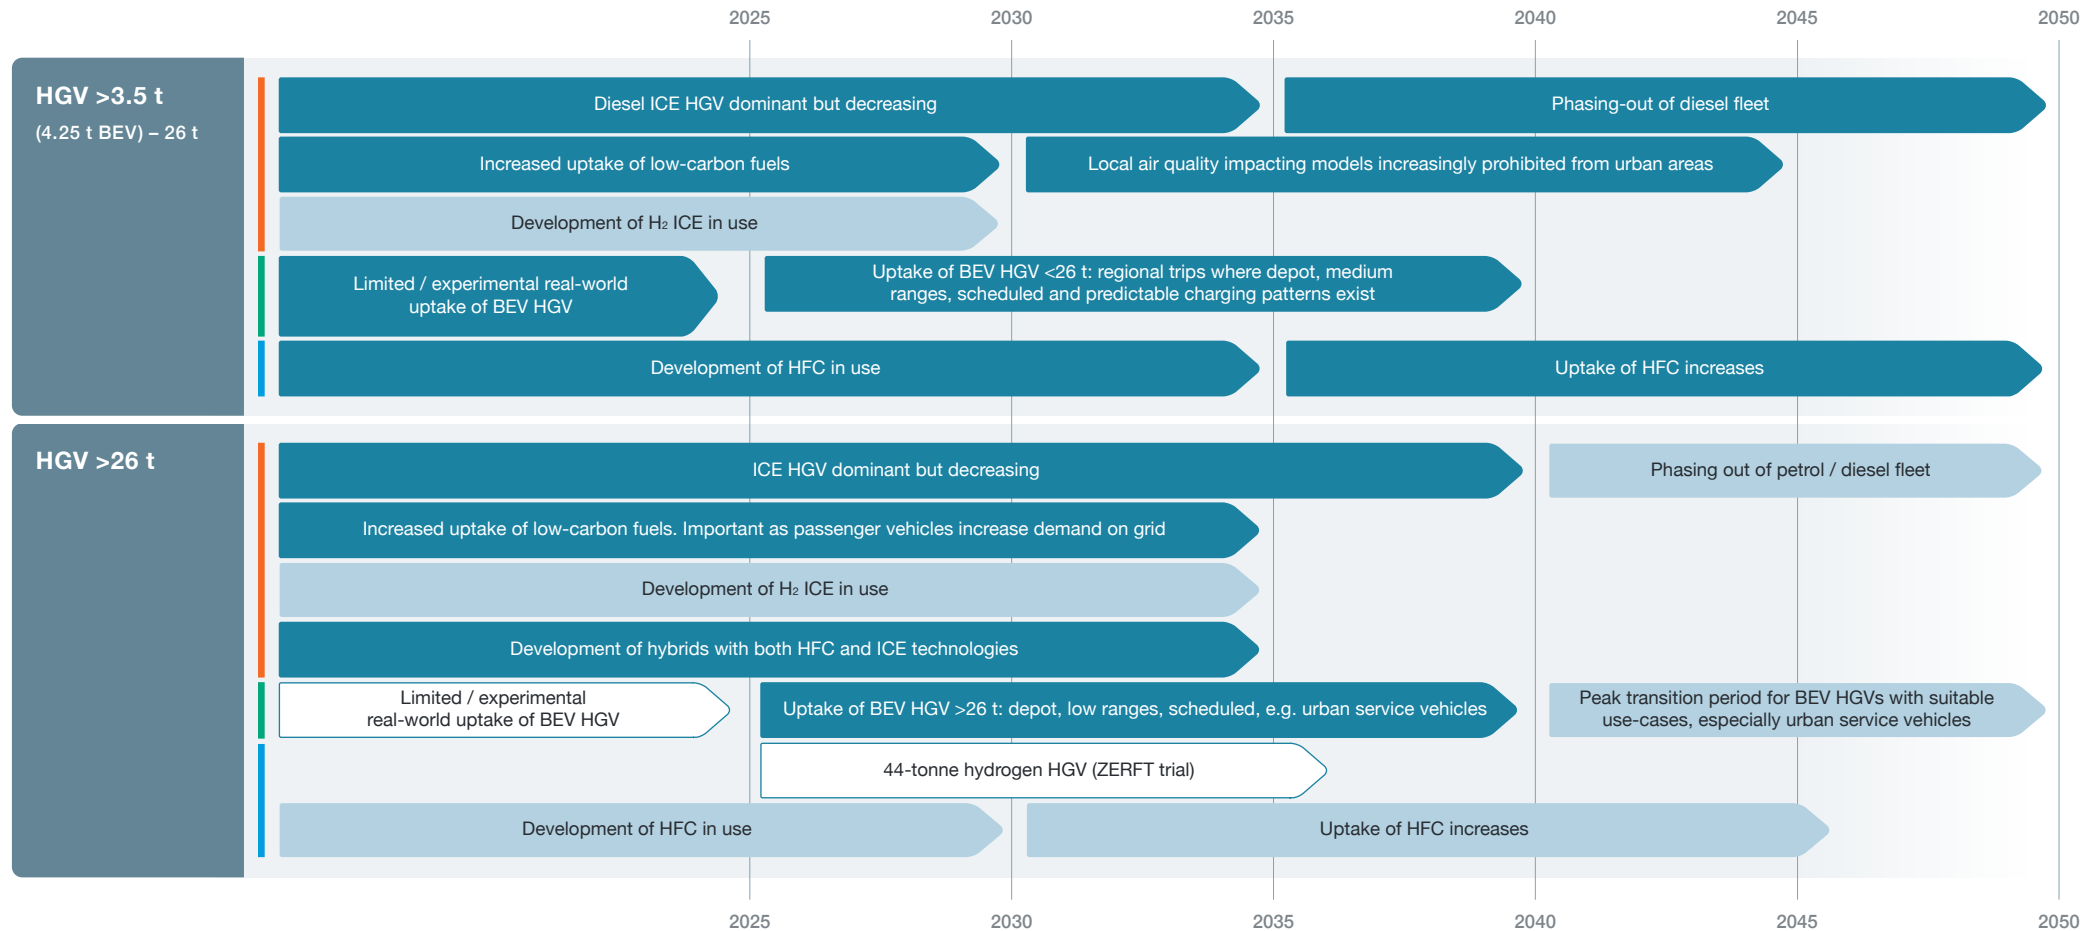 2025 2030 2035 2040 2045 2050
HGV >3.5 t
(4.25 t BEV) – 26 t
Diesel ICE HGV dominant but decreasing
Phasing-out of diesel fleet
Increased uptake of low-carbon fuels
Local air quality impacting models increasingly prohibited from urban areas
Development of H₂ ICE in use
Limited / experimental real-world
uptake of BEV HGV
Uptake of BEV HGV <26 t: regional trips where depot, medium
ranges, scheduled and predictable charging patterns exist
Development of HFC in use
Uptake of HFC increases
HGV >26 t
ICE HGV dominant but decreasing
Phasing out of petrol / diesel fleet
Increased uptake of low-carbon fuels. Important as passenger vehicles increase demand on grid
Development of H₂ ICE in use
Development of hybrids with both HFC and ICE technologies
Limited / experimental
real-world uptake of BEV HGV
Uptake of BEV HGV >26 t: depot, low ranges, scheduled, e.g. urban service vehicles
Peak transition period for BEV HGVs with suitable
use-cases, especially urban service vehicles
44-tonne hydrogen HGV (ZERFT trial)
Development of HFC in use
Uptake of HFC increases
2025 2030 2035 2040 2045 2050